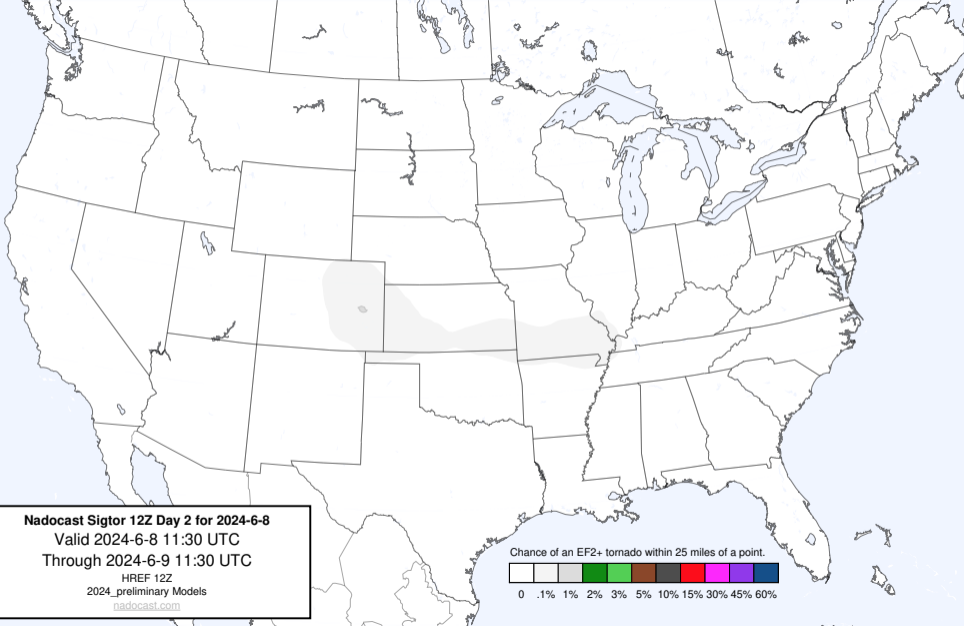 Nadocast Sigtor 12Z Day 2 for 2024-6-8
Valid 2024-6-8 11:30 UTC
Through 2024-6-9 11:30 UTC
HREF 12Z
2024_preliminary Models
nadocast.com
Chance of an EF2+ tornado within 25 miles of a point.
0 .1% 1% 2% 3% 5% 10% 15% 30% 45% 60%